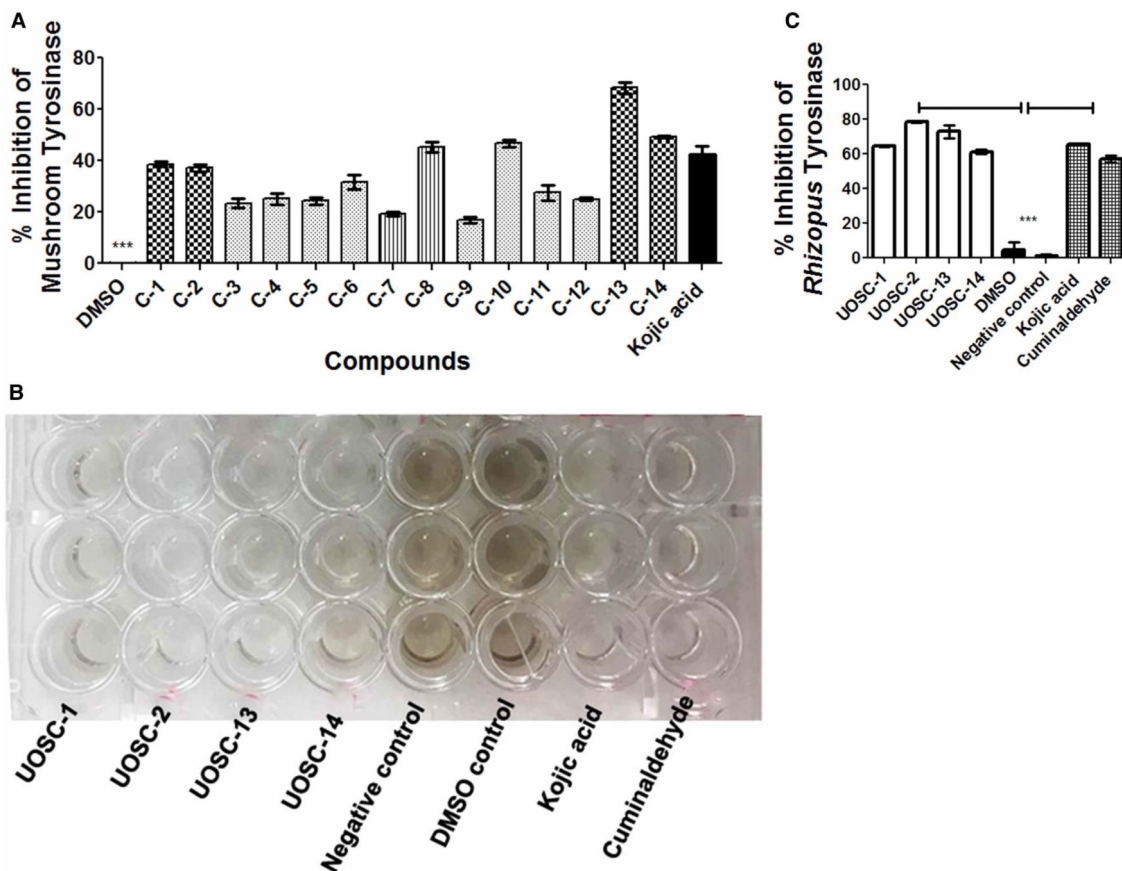 A
% Inhibition of
Mushroom Tyrosinase
80
60
40
20
0
***
DMSO
C-1
C-2
C-3
C-4
C-5
C-6
C-7
C-8
C-9
C-10
C-11
C-12
C-13
C-14
Kojic acid
Compounds
C
% Inhibition of
Rhizopus Tyrosinase
100
80
60
40
20
0
***
UOSC-1
UOSC-2
UOSC-13
UOSC-14
DMSO
Negative control
Kojic acid
Cuminaldehyde
B
UOSC-1
UOSC-2
UOSC-13
UOSC-14
Negative control
DMSO control
Kojic acid
Cuminaldehyde